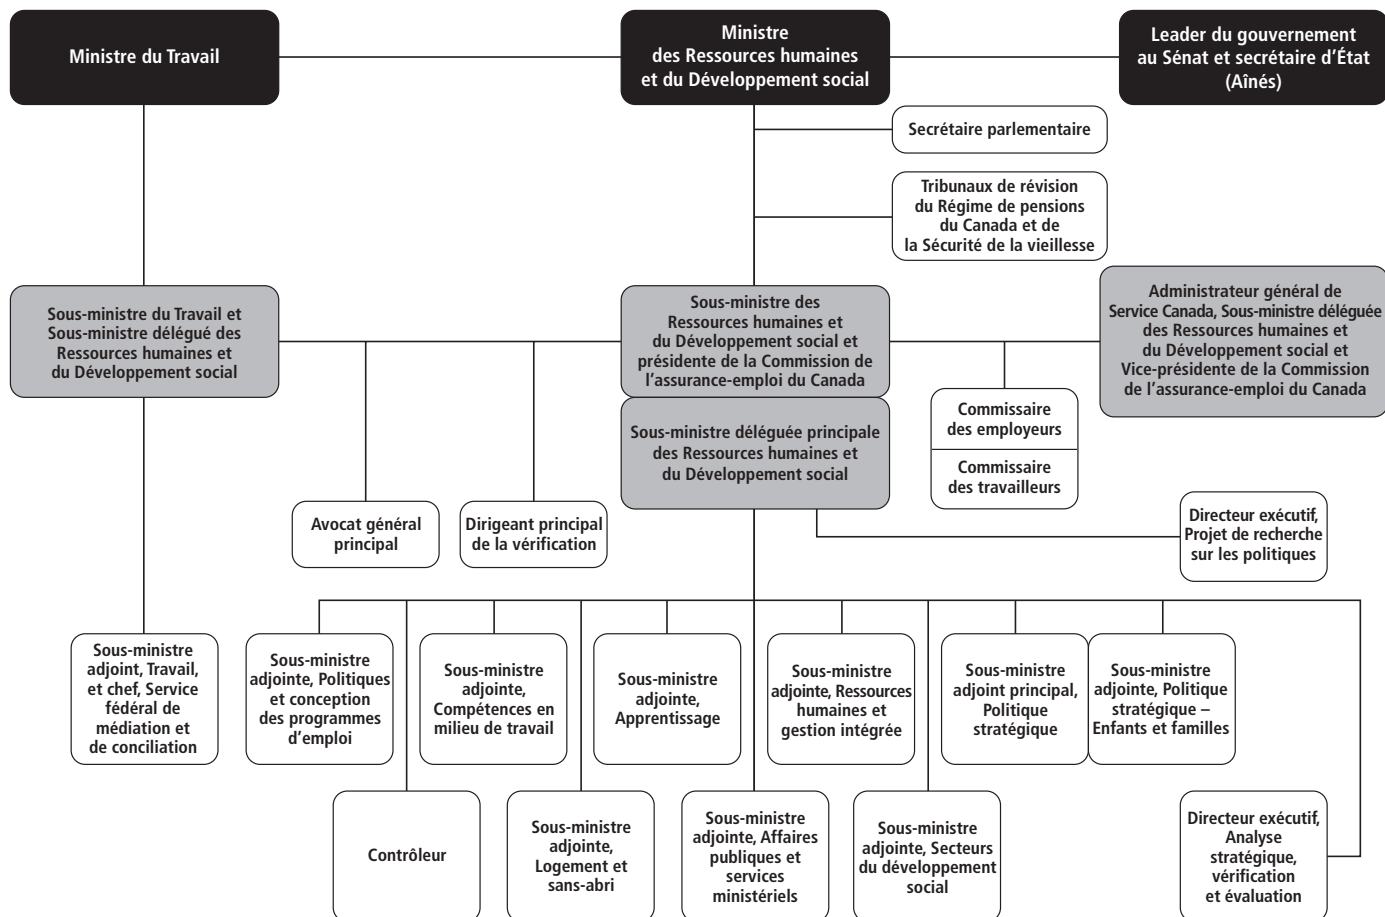 Ministre du Travail
Ministre
des Ressources humaines
et du Développement social
Leader du gouvernement
au Sénat et secrétaire d'État
(Aînés)
Secrétaire parlementaire
Tribunaux de révision
du Régime de pensions
du Canada et de
la Sécurité de la vieillesse
Sous-ministre du Travail et
Sous-ministre délégué des
Ressources humaines et
du Développement social
Sous-ministre des
Ressources humaines et
du Développement social et
présidente de la Commission de
l'assurance-emploi du Canada
Administrateur général de
Service Canada, Sous-ministre déléguée
des Ressources humaines et
du Développement social et
Vice-présidente de la Commission
de l'assurance-emploi du Canada
Sous-ministre déléguée principale
des Ressources humaines et
du Développement social
Commissaire
des employeurs
Commissaire
des travailleurs
Avocat général
principal
Dirigeant principal
de la vérification
Directeur exécutif,
Projet de recherche
sur les politiques
Sous-ministre
adjoint, Travail,
et chef, Service
fédéral de
médiation et
de conciliation
Sous-ministre
adjointe, Politiques
et conception
des programmes
d'emploi
Sous-ministre
adjointe,
Compétences en
milieu de travail
Sous-ministre
adjointe,
Apprentissage
Sous-ministre
adjointe, Ressources
humaines et
gestion intégrée
Sous-ministre
adjoint principal,
Politique
stratégique
Sous-ministre
adjointe, Politique
stratégique –
Enfants et familles
Contrôleur
Sous-ministre
adjointe,
Logement et
sans-abri
Sous-ministre
adjointe, Affaires
publiques et
services
ministériels
Sous-ministre
adjointe, Secteurs
du développement
social
Directeur exécutif,
Analyse
stratégique,
vérification
et évaluation